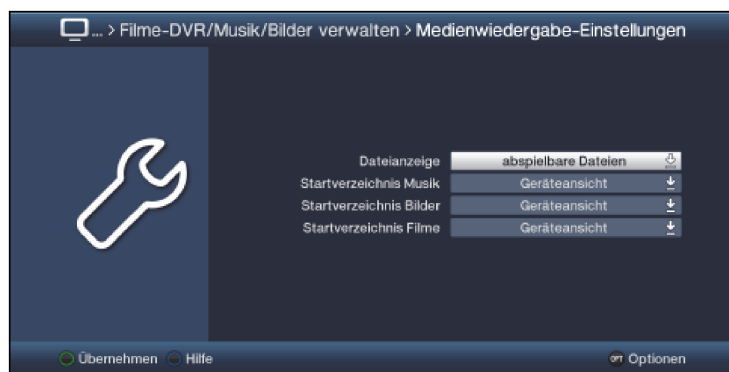 ... > Filme-DVR/Musik/Bilder verwalten > Medienwiedergabe-Einstellungen
Dateianzeige abspielbare Dateien
Startverzeichnis Musik Geräteansicht
Startverzeichnis Bilder Geräteansicht
Startverzeichnis Filme Geräteansicht
Übernehmen Hilfe OPT Optionen